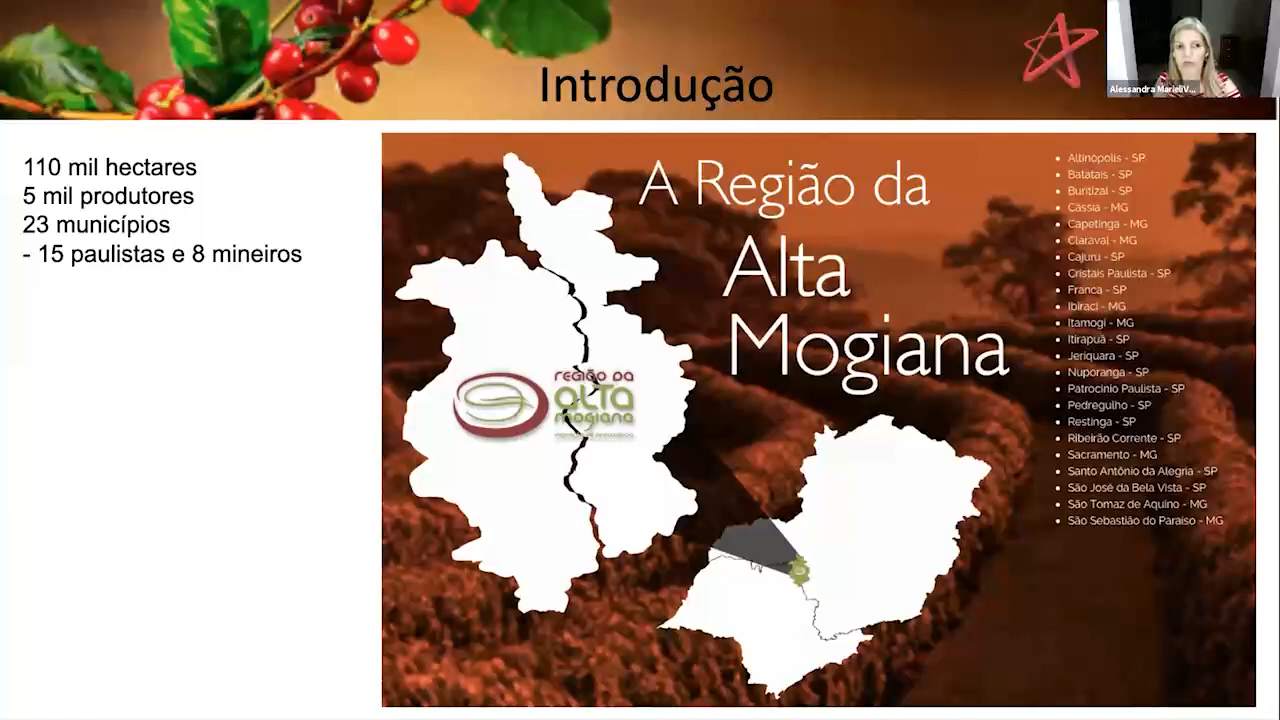 Introdução
Alessandra MarieliV...
110 mil hectares
5 mil produtores
23 municípios
- 15 paulistas e 8 mineiros
A Região da
Alta
Mogiana
REGIÃO DA
ALTA
MOGIANA
• Altinópolis - SP
• Batatais - SP
• Buritizal - SP
• Cássia - MG
• Capetinga - MG
• Claraval - MG
• Cajuru - SP
• Cristais Paulista - SP
• Franca - SP
• Ibiraci - MG
• Itamogi - MG
• Itirapuã - SP
• Jeriquara - SP
• Nuporanga - SP
• Patrocínio Paulista - SP
• Pedregulho - SP
• Restinga - SP
• Ribeirão Corrente - SP
• Sacramento - MG
• Santo Antônio da Alegria - SP
• São José da Bela Vista - SP
• São Tomaz de Aquino - MG
• São Sebastião do Paraíso - MG